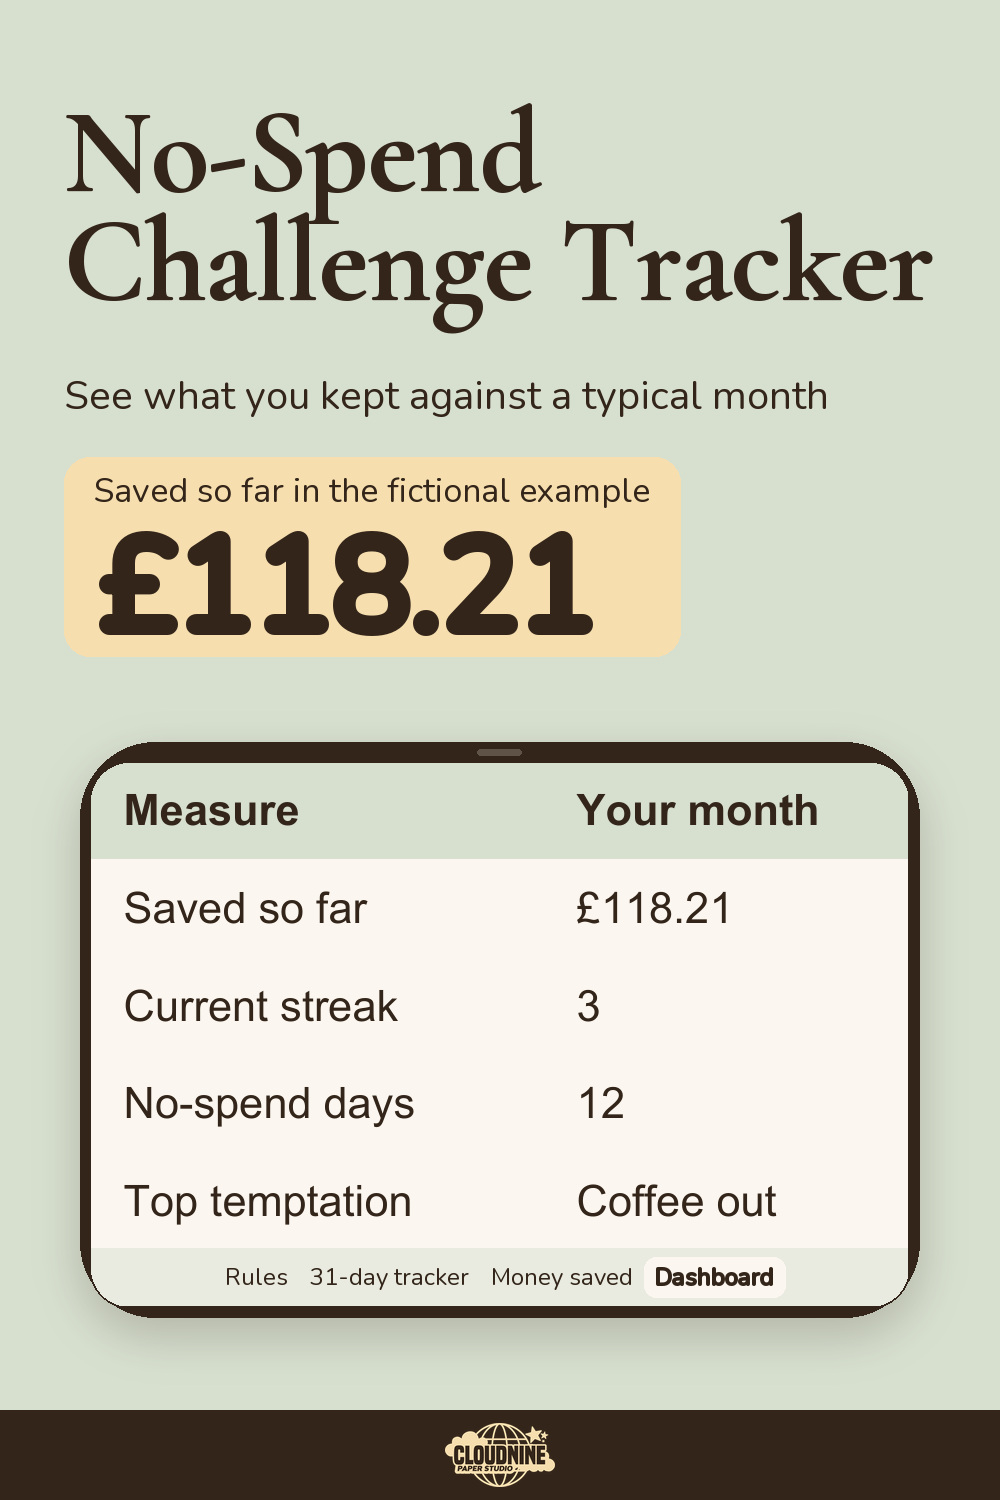 No-Spend
Challenge Tracker
See what you kept against a typical month
Saved so far in the fictional example
£118.21
Measure Your month
Saved so far £118.21
Current streak 3
No-spend days 12
Top temptation Coffee out
Rules 31-day tracker Money saved Dashboard
CLOUDNINE
PAPER STUDIO